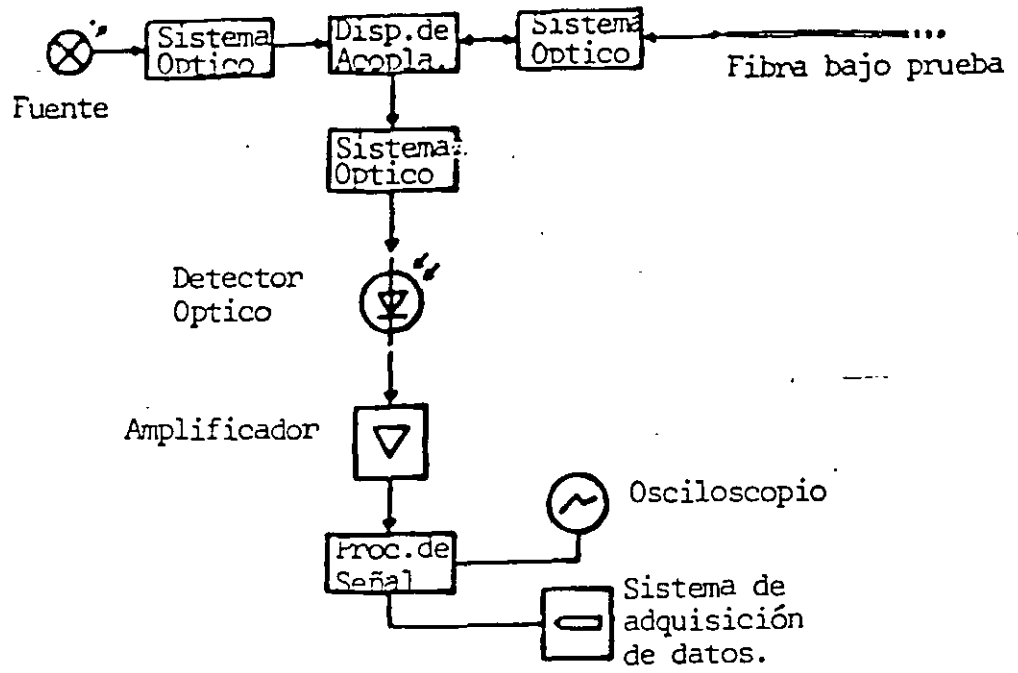 Sistema
Optico
Disp.de
Acopla.
Sistema
Optico
Fibra bajo prueba
Fuente
Sistema
Optico
Detector
Optico
Amplificador
Osciloscopio
Proc.de
Señal
Sistema de
adquisición
de datos.